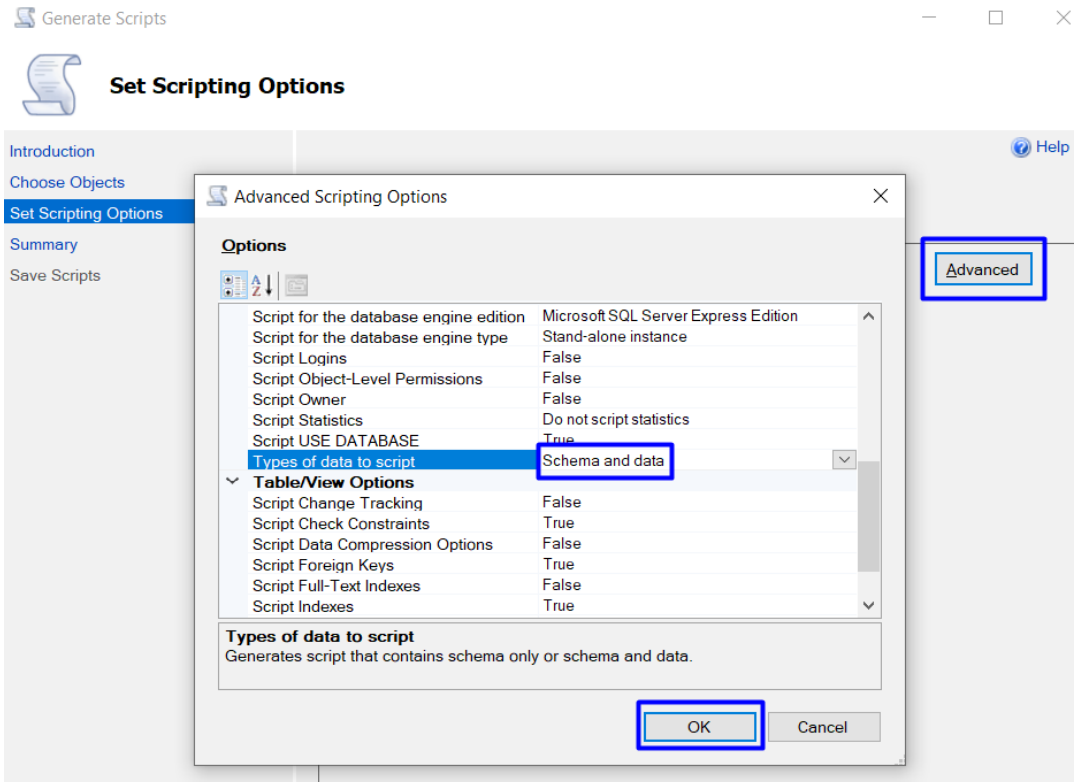 Generate Scripts
Set Scripting Options
Introduction
Choose Objects
Set Scripting Options
Summary
Save Scripts
Help
Advanced
Advanced Scripting Options
Options
Script for the database engine edition Microsoft SQL Server Express Edition
Script for the database engine type Stand-alone instance
Script Logins False
Script Object-Level Permissions False
Script Owner False
Script Statistics Do not script statistics
Script USE DATABASE True
Types of data to script Schema and data
Table/View Options
Script Change Tracking False
Script Check Constraints True
Script Data Compression Options False
Script Foreign Keys True
Script Full-Text Indexes False
Script Indexes True
Types of data to script
Generates script that contains schema only or schema and data.
OK Cancel